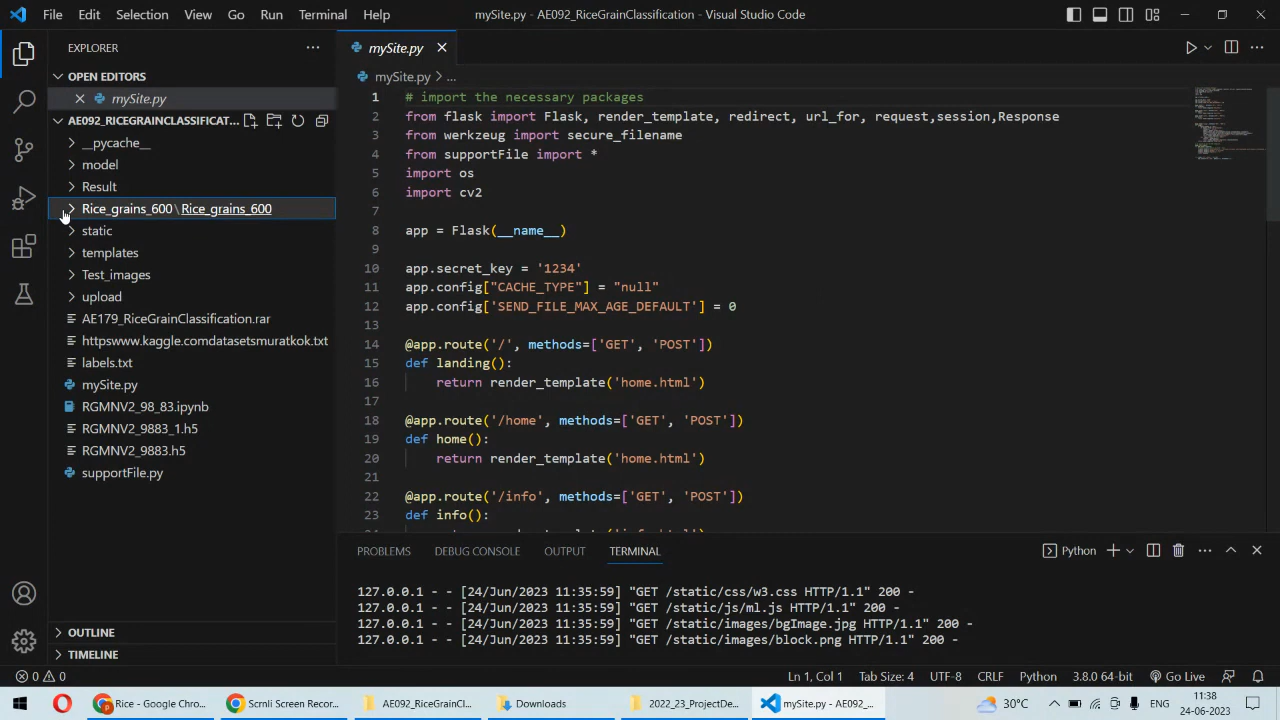 File Edit Selection View Go Run Terminal Help
mySite.py - AE092_RiceGrainClassification - Visual Studio Code
EXPLORER
OPEN EDITORS
mySite.py
AE092_RICEGRAINCLASSIFICAT...
__pycache__
model
Result
Rice_grains_600\Rice_grains_600
static
templates
Test_images
upload
AE179_RiceGrainClassification.rar
httpswww.kaggle.comdatasetsmuratkok.txt
labels.txt
mySite.py
RGMNV2_98_83.ipynb
RGMNV2_9883_1.h5
RGMNV2_9883.h5
supportFile.py
OUTLINE
TIMELINE
mySite.py
mySite.py > ...
1 # import the necessary packages
2 from flask import Flask, render_template, redirect, url_for, request,session,Response
3 from werkzeug import secure_filename
4 from supportFile import *
5 import os
6 import cv2
7
8 app = Flask(__name__)
9
10 app.secret_key = '1234'
11 app.config["CACHE_TYPE"] = "null"
12 app.config['SEND_FILE_MAX_AGE_DEFAULT'] = 0
13
14 @app.route('/', methods=['GET', 'POST'])
15 def landing():
16 return render_template('home.html')
17
18 @app.route('/home', methods=['GET', 'POST'])
19 def home():
20 return render_template('home.html')
21
22 @app.route('/info', methods=['GET', 'POST'])
23 def info():
PROBLEMS DEBUG CONSOLE OUTPUT TERMINAL
Python
127.0.0.1 - - [24/Jun/2023 11:35:59] "GET /static/css/w3.css HTTP/1.1" 200 -
127.0.0.1 - - [24/Jun/2023 11:35:59] "GET /static/js/ml.js HTTP/1.1" 200 -
127.0.0.1 - - [24/Jun/2023 11:35:59] "GET /static/images/bgImage.jpg HTTP/1.1" 200 -
127.0.0.1 - - [24/Jun/2023 11:35:59] "GET /static/images/block.png HTTP/1.1" 200 -
0 0 Ln 1, Col 1 Tab Size: 4 UTF-8 CRLF Python 3.8.0 64-bit Go Live
Rice - Google Chro... Scrnli Screen Recor... AE092_RiceGrainCl... Downloads 2022_23_ProjectDe... mySite.py - AE092_... 30°C 11:38
24-06-2023